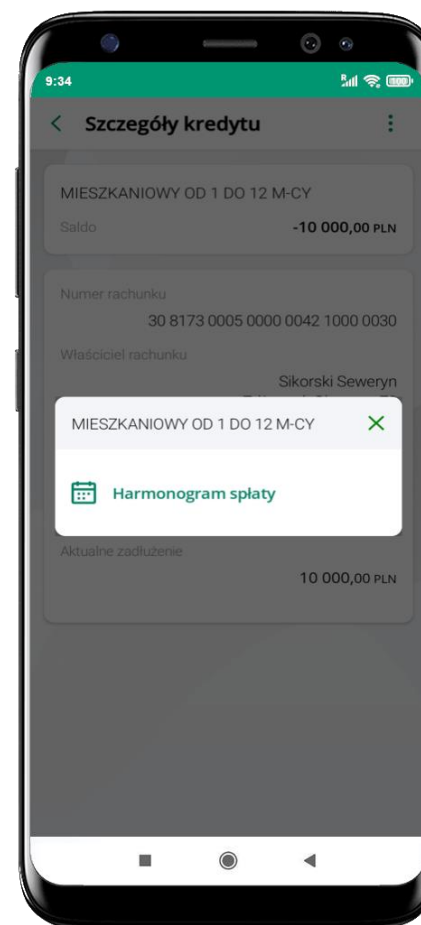 9:34
Szczegóły kredytu
MIESZKANIOWY OD 1 DO 12 M-CY
Saldo -10 000,00 PLN
Numer rachunku
30 8173 0005 0000 0042 1000 0030
Właściciel rachunku
Sikorski Seweryn
MIESZKANIOWY OD 1 DO 12 M-CY
Harmonogram spłaty
Aktualne zadłużenie
10 000,00 PLN